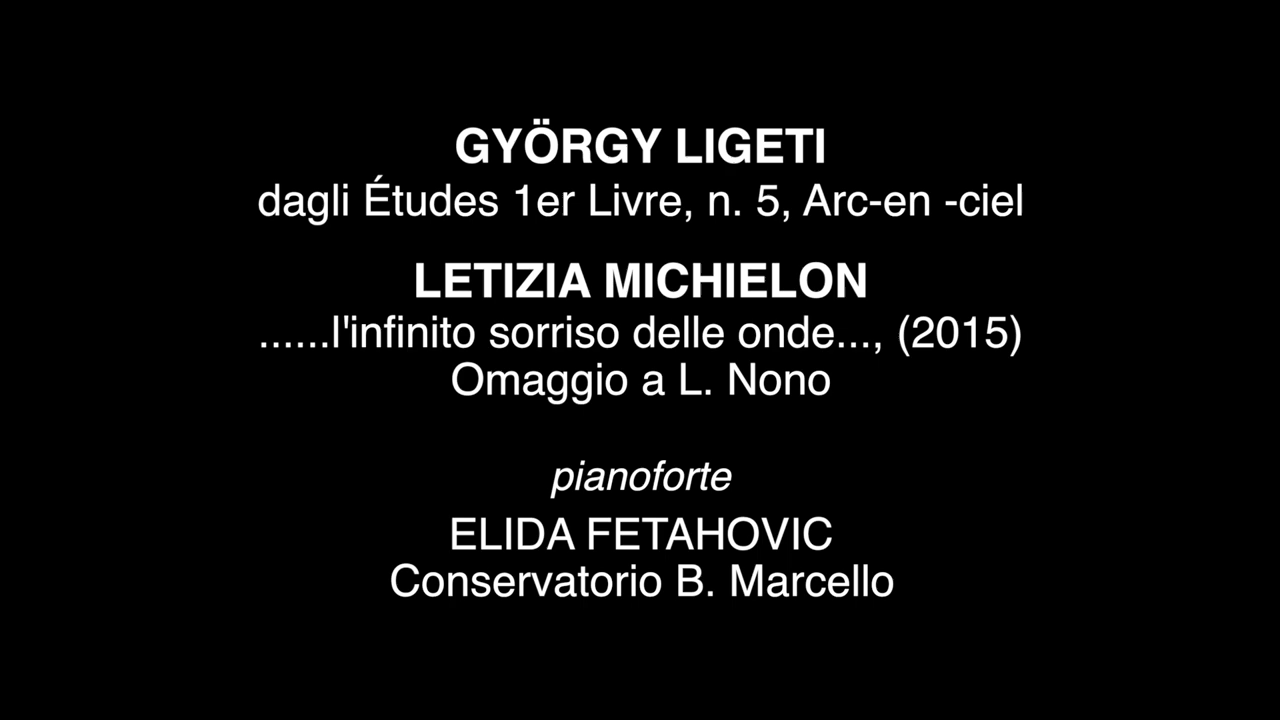 GYÖRGY LIGETI
dagli Études 1er Livre, n. 5, Arc-en -ciel
LETIZIA MICHIELON
......l'infinito sorriso delle onde..., (2015)
Omaggio a L. Nono
pianoforte
ELIDA FETAHOVIC
Conservatorio B. Marcello